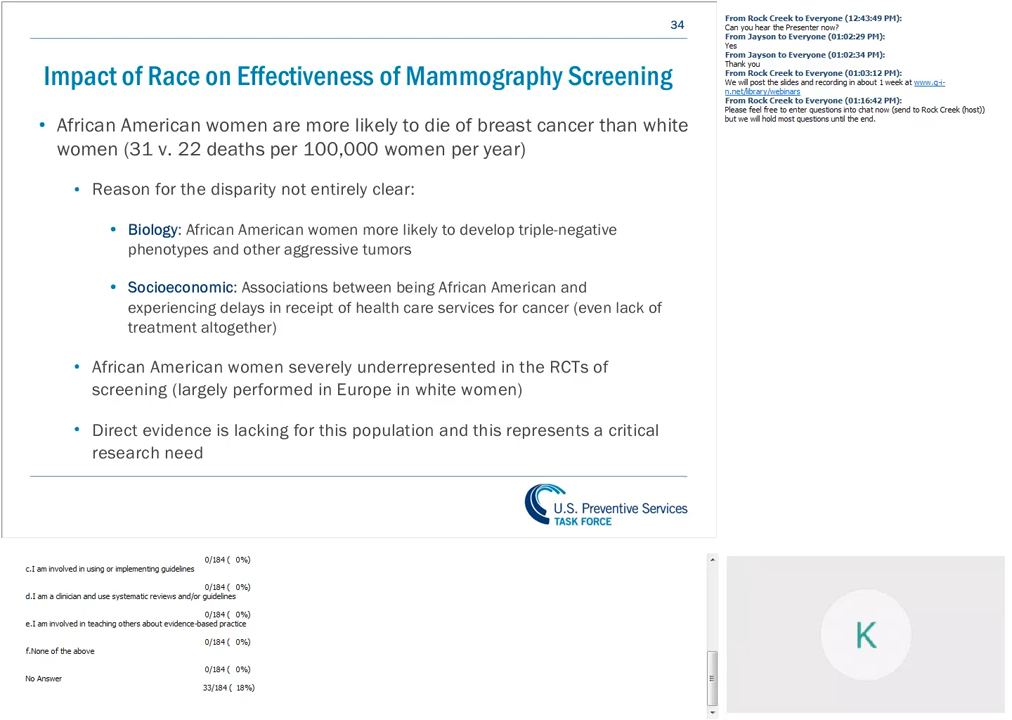 34
Impact of Race on Effectiveness of Mammography Screening
• African American women are more likely to die of breast cancer than white
women (31 v. 22 deaths per 100,000 women per year)
• Reason for the disparity not entirely clear:
• Biology: African American women more likely to develop triple-negative
phenotypes and other aggressive tumors
• Socioeconomic: Associations between being African American and
experiencing delays in receipt of health care services for cancer (even lack of
treatment altogether)
• African American women severely underrepresented in the RCTs of
screening (largely performed in Europe in white women)
• Direct evidence is lacking for this population and this represents a critical
research need
U.S. Preventive Services
TASK FORCE
From Rock Creek to Everyone (12:43:49 PM):
Can you hear the Presenter now?
From Jayson to Everyone (01:02:29 PM):
Yes
From Jayson to Everyone (01:02:34 PM):
Thank you
From Rock Creek to Everyone (01:03:12 PM):
We will post the slides and recording in about 1 week at www.g-i-
n.net/library/webinars
From Rock Creek to Everyone (01:16:42 PM):
Please feel free to enter questions into chat now (send to Rock Creek (host))
but we will hold most questions until the end.
0/184 ( 0%)
c.I am involved in using or implementing guidelines
0/184 ( 0%)
d.I am a clinician and use systematic reviews and/or guidelines
0/184 ( 0%)
e.I am involved in teaching others about evidence-based practice
0/184 ( 0%)
f.None of the above
0/184 ( 0%)
No Answer
33/184 ( 18%)
K